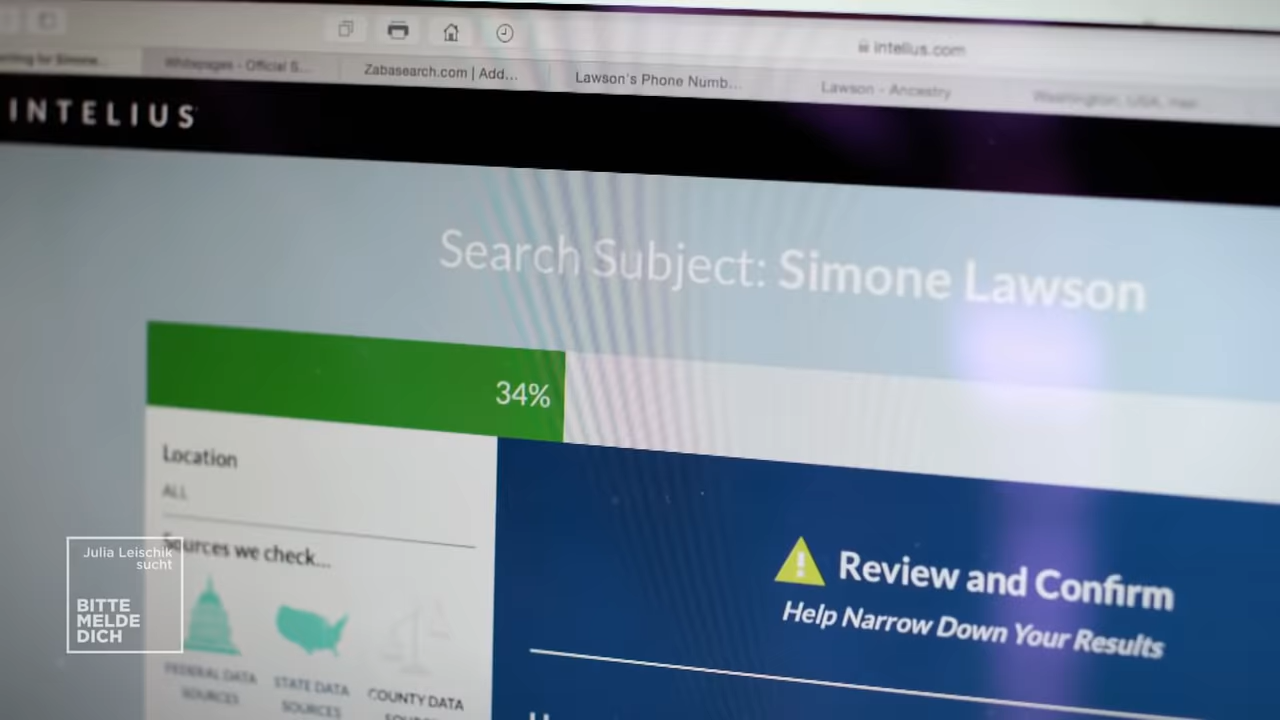 intelius.com
Whitepages - Official S...
Zabasearch.com | Add...
Lawson's Phone Numb...
Lawson - Ancestry
INTELIUS
Search Subject: Simone Lawson
34%
Location
ALL
Sources we check...
Review and Confirm
Help Narrow Down Your Results
FEDERAL DATA
SOURCES
STATE DATA
SOURCES
COUNTY DATA
Julia Leischik
sucht
BITTE
MELDE
DICH